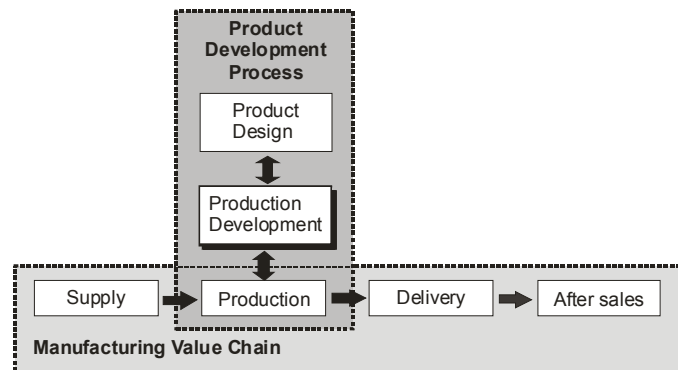 Product
Development
Process
Product
Design
Production
Development
Supply
Production
Delivery
After sales
Manufacturing Value Chain